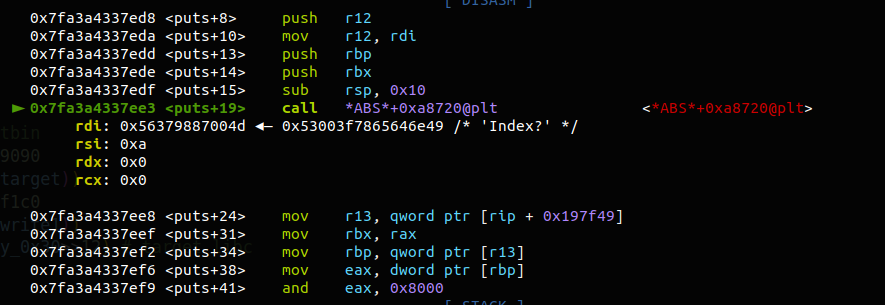 [ DISASM ]
0x7fa3a4337ed8 <puts+8> push r12
0x7fa3a4337eda <puts+10> mov r12, rdi
0x7fa3a4337edd <puts+13> push rbp
0x7fa3a4337ede <puts+14> push rbx
0x7fa3a4337edf <puts+15> sub rsp, 0x10
► 0x7fa3a4337ee3 <puts+19> call *ABS*+0xa8720@plt <*ABS*+0xa8720@plt>
rdi: 0x56379887004d ◄— 0x53003f7865646e49 /* 'Index?' */
rsi: 0xa
rdx: 0x0
rcx: 0x0
0x7fa3a4337ee8 <puts+24> mov r13, qword ptr [rip + 0x197f49]
0x7fa3a4337eef <puts+31> mov rbx, rax
0x7fa3a4337ef2 <puts+34> mov rbp, qword ptr [r13]
0x7fa3a4337ef6 <puts+38> mov eax, dword ptr [rbp]
0x7fa3a4337ef9 <puts+41> and eax, 0x8000
[ STACK ]
tbin
9090
target)
f1c0